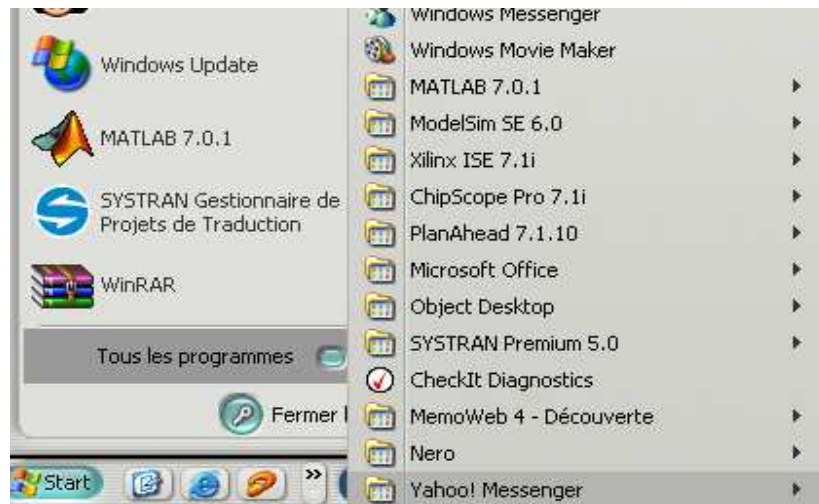 Windows Update
MATLAB 7.0.1
SYSTRAN Gestionnaire de
Projets de Traduction
WinRAR
Tous les programmes
Fermer
Start
»
Windows Messenger
Windows Movie Maker
MATLAB 7.0.1
ModelSim SE 6.0
Xilinx ISE 7.1i
ChipScope Pro 7.1i
PlanAhead 7.1.10
Microsoft Office
Object Desktop
SYSTRAN Premium 5.0
CheckIt Diagnostics
MemoWeb 4 - Découverte
Nero
Yahoo! Messenger